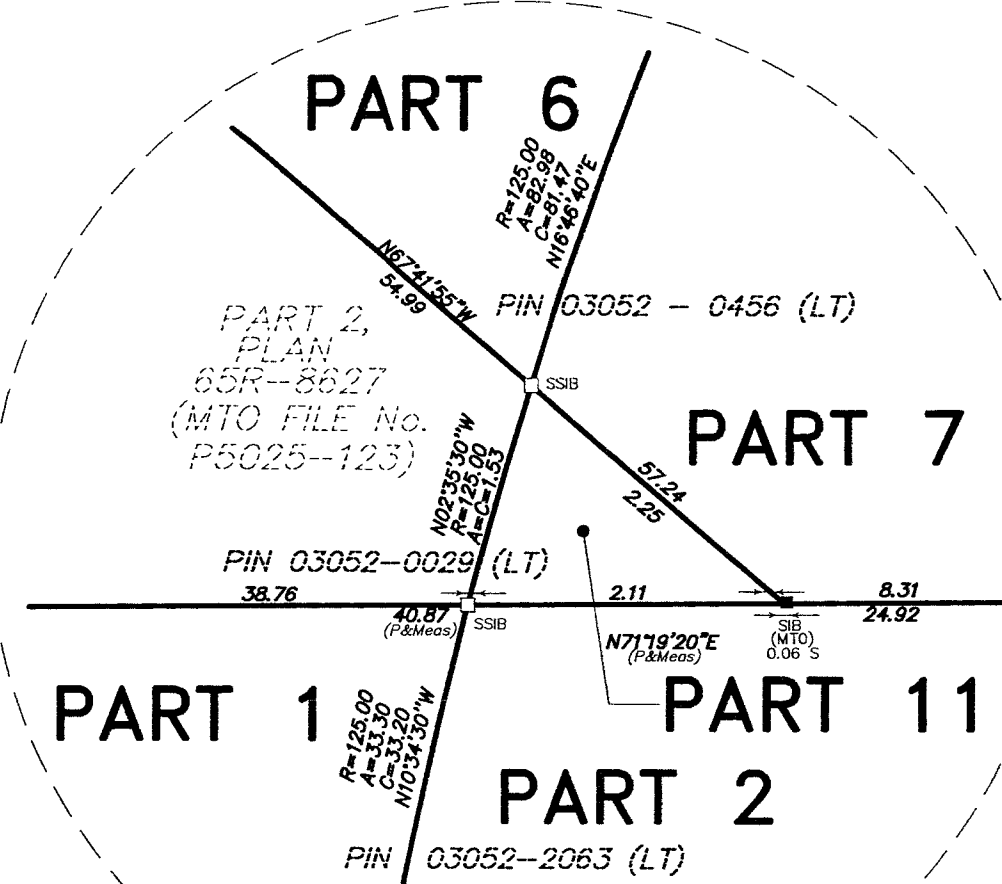 PART 6
R=125.00
A=82.98
C=81.47
N16°46'40"E
N67°41'55"W
54.99
PIN 03052 - 0456 (LT)
PART 2,
PLAN
65R-8627
(MTO FILE No.
P5025-123)
SSIB
PART 7
N02°35'30"W
R=125.00
A=C=1.53
57.24
2.25
PIN 03052-0029 (LT)
38.76
2.11
8.31
40.87
(P&Meas)
SSIB
24.92
SIB
(MTO)
0.06 S
N71°19'20"E
(P&Meas)
PART 1
R=125.00
A=33.30
C=33.20
N10°34'30"W
PART 11
PART 2
PIN 03052-2063 (LT)